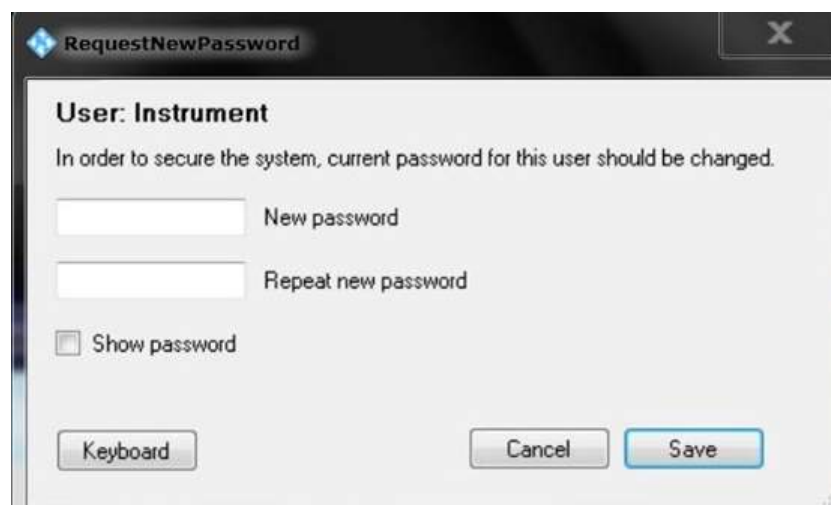 RequestNewPassword
X
User: Instrument
In order to secure the system, current password for this user should be changed.
New password
Repeat new password
Show password
Keyboard
Cancel
Save